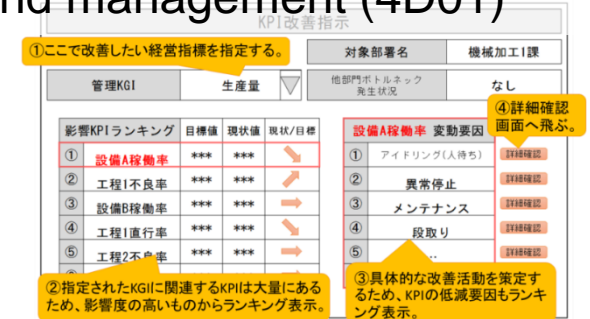 nd management (4D01)
KPI改善指示
①ここで改善したい経営指標を指定する。
対象部署名 機械加工1課
管理KGI 生産量
他部門ボトルネック
発生状況
なし
④詳細確認
画面へ飛ぶ。
影響KPIランキング 目標値 現状値 現状/目標
① 設備A稼働率 *** ***
② 工程1不良率 *** ***
③ 設備B稼働率 *** ***
④ 工程1直行率 *** ***
⑤ 工程2不良率 *** ***
設備A稼働率 変動要因
① アイドリング(人待ち) 詳細確認
② 異常停止 詳細確認
③ メンテナンス 詳細確認
④ 段取り 詳細確認
⑤ ... 詳細確認
②指定されたKGIに関連するKPIは大量にある
ため、影響度の高いものからランキング表示。
③具体的な改善活動を策定す
るため、KPIの低減要因もランキ
ング表示。